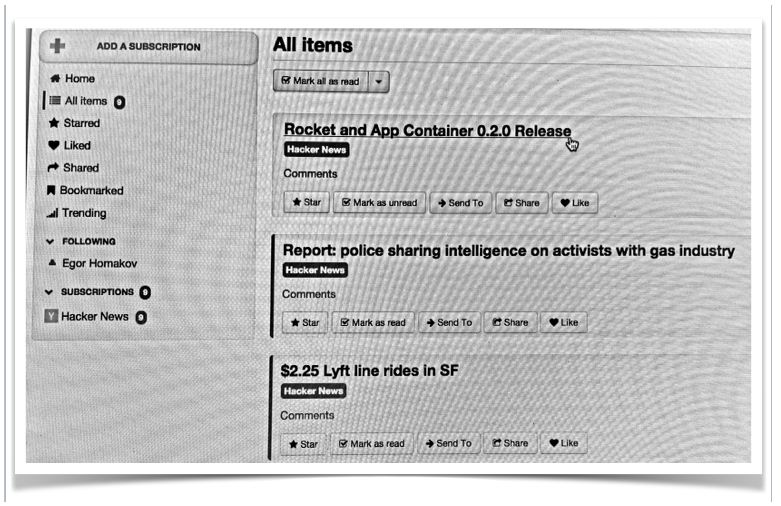 ADD A SUBSCRIPTION
Home
All items 9
Starred
Liked
Shared
Bookmarked
Trending
FOLLOWING
Egor Homakov
SUBSCRIPTIONS 9
Y Hacker News 9
All items
Mark all as read
Rocket and App Container 0.2.0 Release
Hacker News
Comments
Star Mark as unread Send To Share Like
Report: police sharing intelligence on activists with gas industry
Hacker News
Comments
Star Mark as read Send To Share Like
$2.25 Lyft line rides in SF
Hacker News
Comments
Star Mark as read Send To Share Like